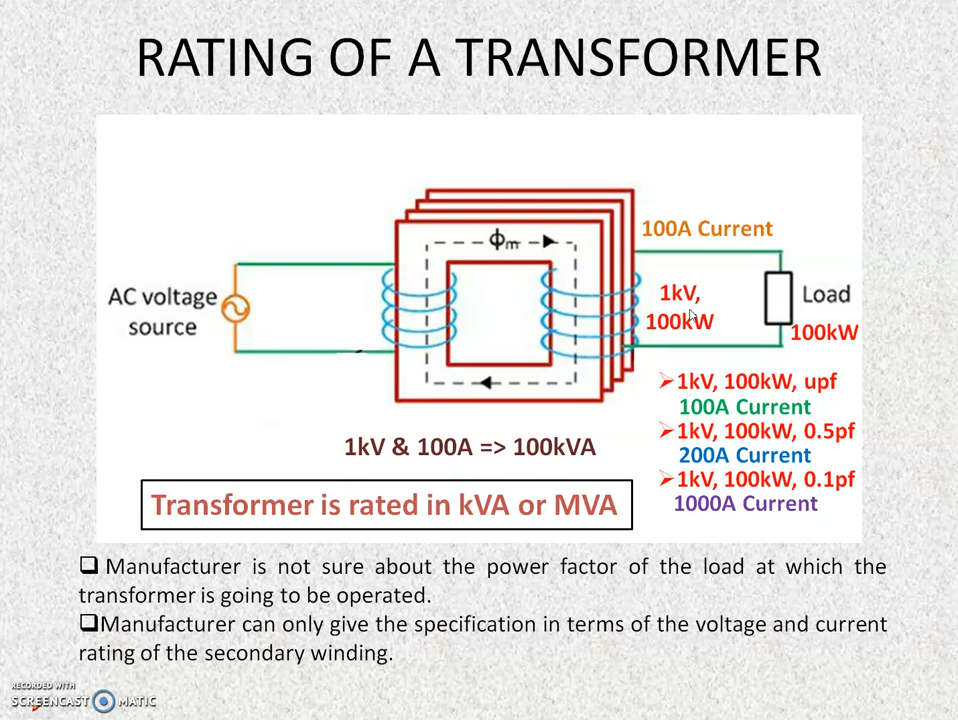 RATING OF A TRANSFORMER
ϕm
100A Current
AC voltage
source
1kV,
100kW
Load
100kW
➢1kV, 100kW, upf
100A Current
➢1kV, 100kW, 0.5pf
200A Current
➢1kV, 100kW, 0.1pf
1000A Current
1kV & 100A => 100kVA
Transformer is rated in kVA or MVA
❑ Manufacturer is not sure about the power factor of the load at which the
transformer is going to be operated.
❑Manufacturer can only give the specification in terms of the voltage and current
rating of the secondary winding.
RECORDED WITH
SCREENCAST MATIC